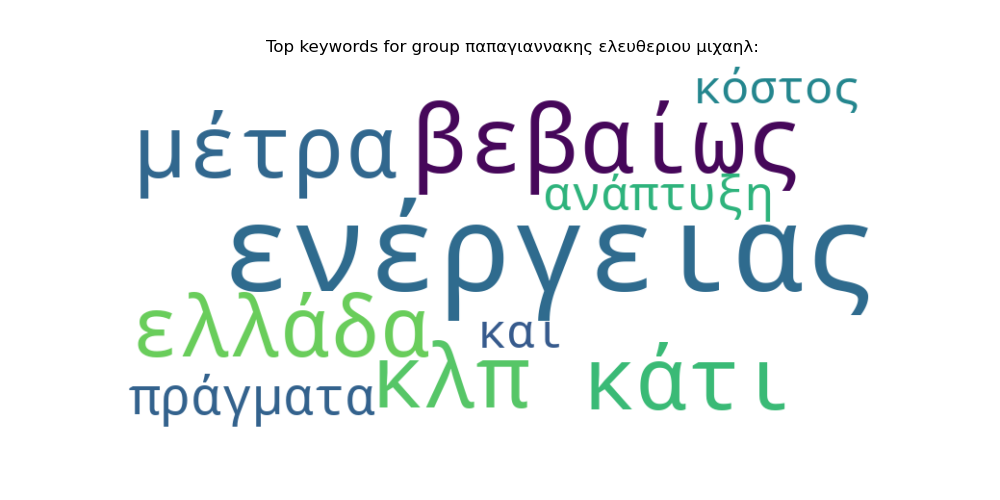 Top keywords for group παπαγιαννακης ελευθεριου μιχαηλ:
κόστος
μέτρα βεβαίως
ανάπτυξη
ενέργειας
ελλάδα και
κλπ κάτι
πράγματα